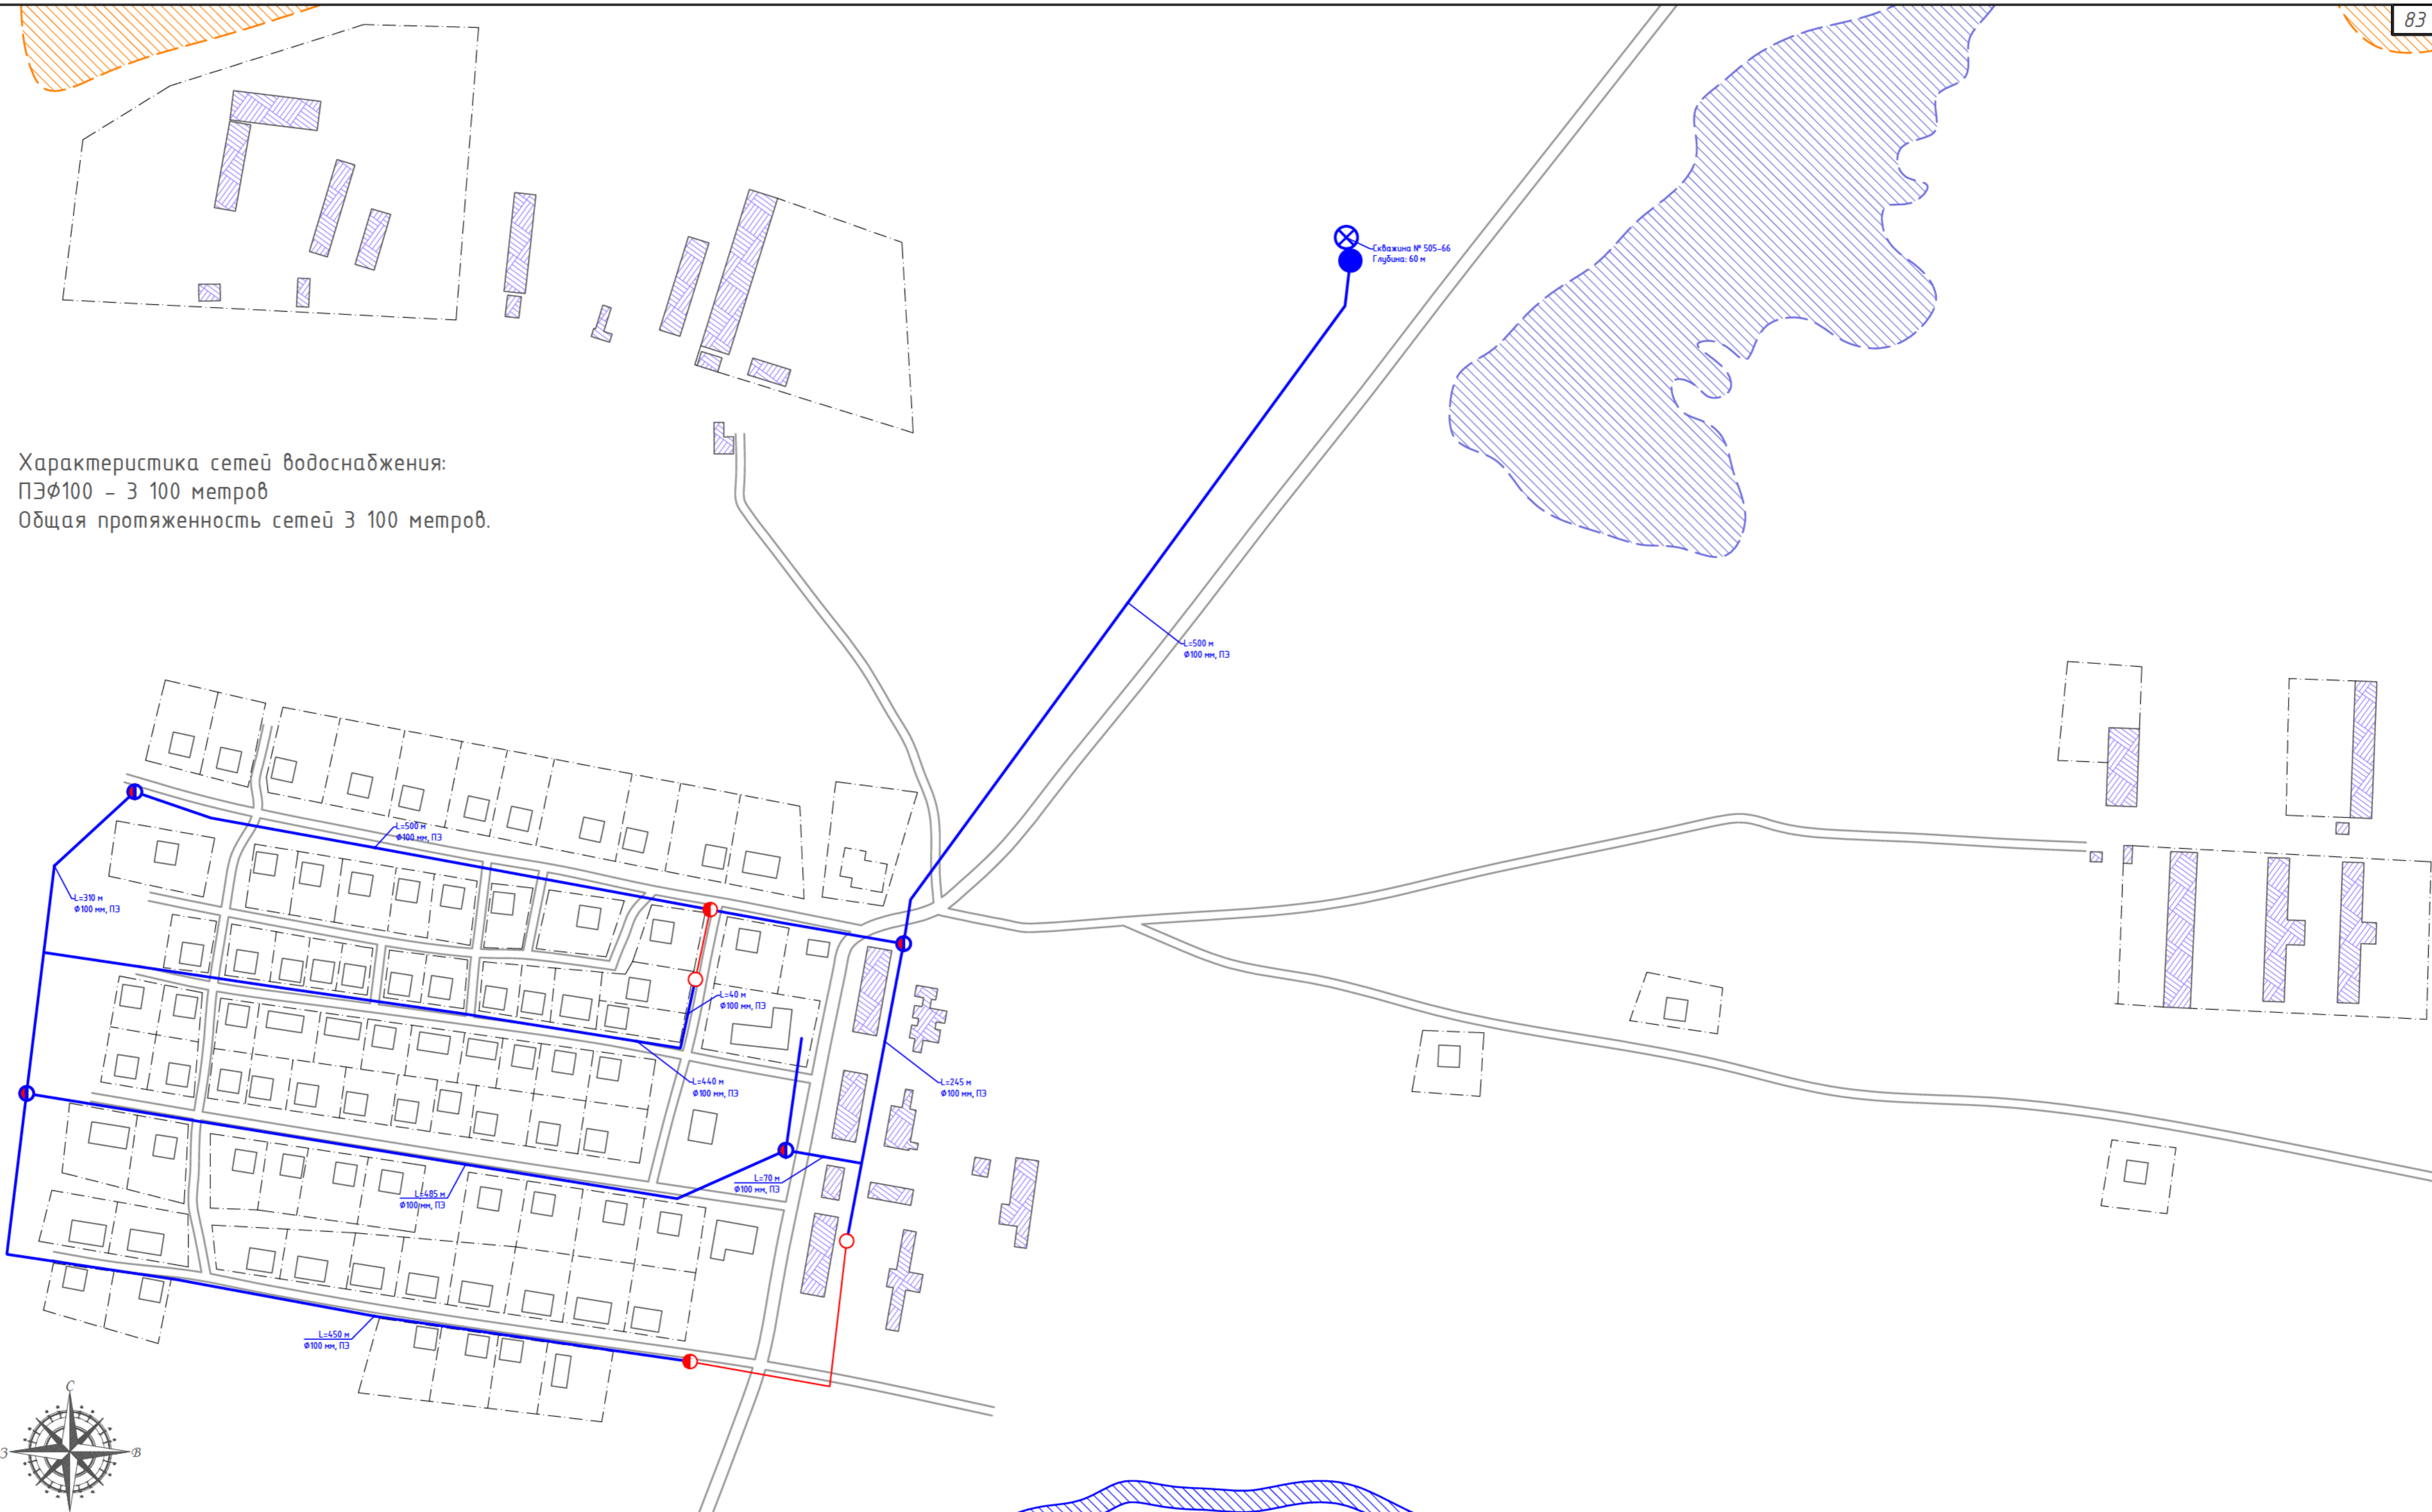 83
Скважина № 505-66
Глубина: 60 м
Характеристика сетей водоснабжения:
ПЭФ100 – 3 100 метров
Общая протяженность сетей 3 100 метров.
L=500 м
Ф100 мм, ПЭ
L=500 м
Ф100 мм, ПЭ
L=310 м
Ф100 мм, ПЭ
L=40 м
Ф100 мм, ПЭ
L=440 м
Ф100 мм, ПЭ
L=245 м
Ф100 мм, ПЭ
L=70 м
Ф100 мм, ПЭ
L=485 м
Ф100 мм, ПЭ
L=450 м
Ф100 мм, ПЭ
С
З
В